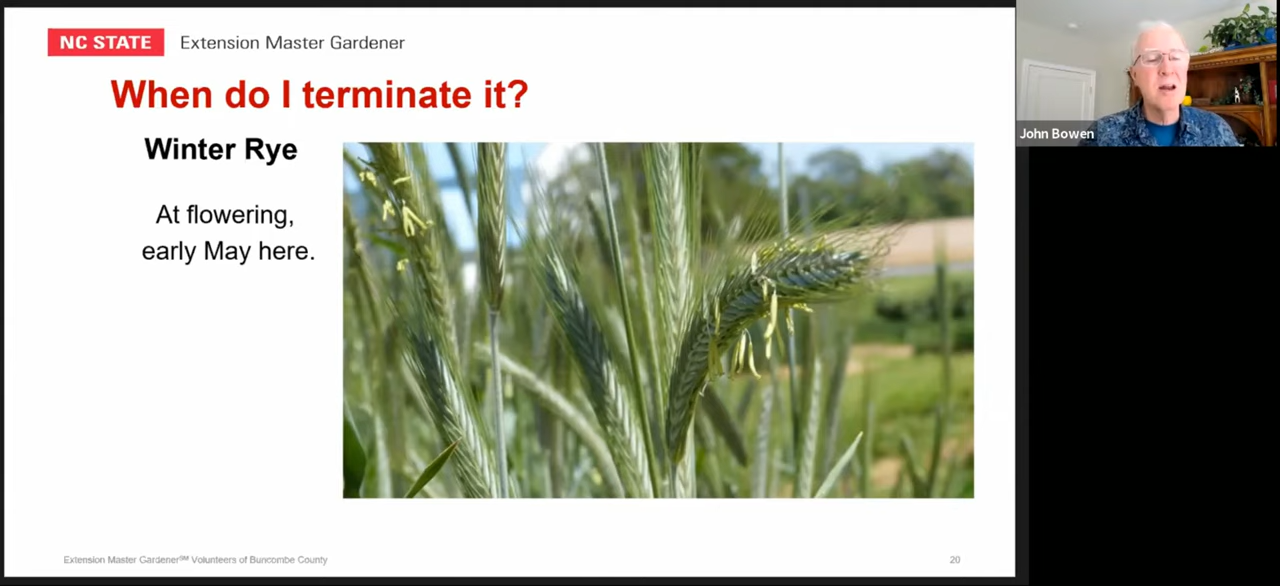 NC STATE Extension Master Gardener
When do I terminate it?
Winter Rye
At flowering,
early May here.
John Bowen
Extension Master Gardener℠ Volunteers of Buncombe County
20